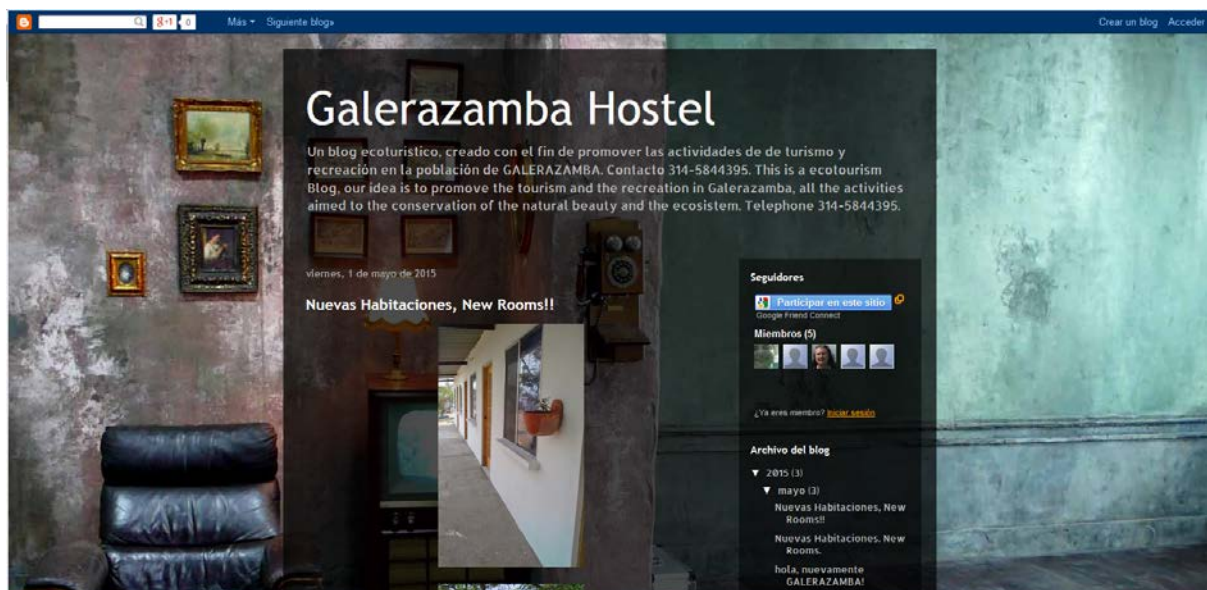 8+1 0 Más Siguiente blog» Crear un blog Acceder
Galerazamba Hostel
Un blog ecoturistico, creado con el fin de promover las actividades de de turismo y
recreación en la población de GALERAZAMBA. Contacto 314-5844395. This is a ecotourism
Blog, our idea is to promote the tourism and the recreation in Galerazamba, all the activities
aimed to the conservation of the natural beauty and the ecosistem. Telephone 314-5844395.
viernes, 1 de mayo de 2015
Nuevas Habitaciones, New Rooms!!
Seguidores
Participar en este sitio
Google Friend Connect
Miembros (5)
¿Ya eres miembro? Iniciar sesión
Archivo del blog
▼ 2015 (3)
▼ mayo (3)
Nuevas Habitaciones, New
Rooms!!
Nuevas Habitaciones. New
Rooms.
hola, nuevamente
GALERAZAMBA!